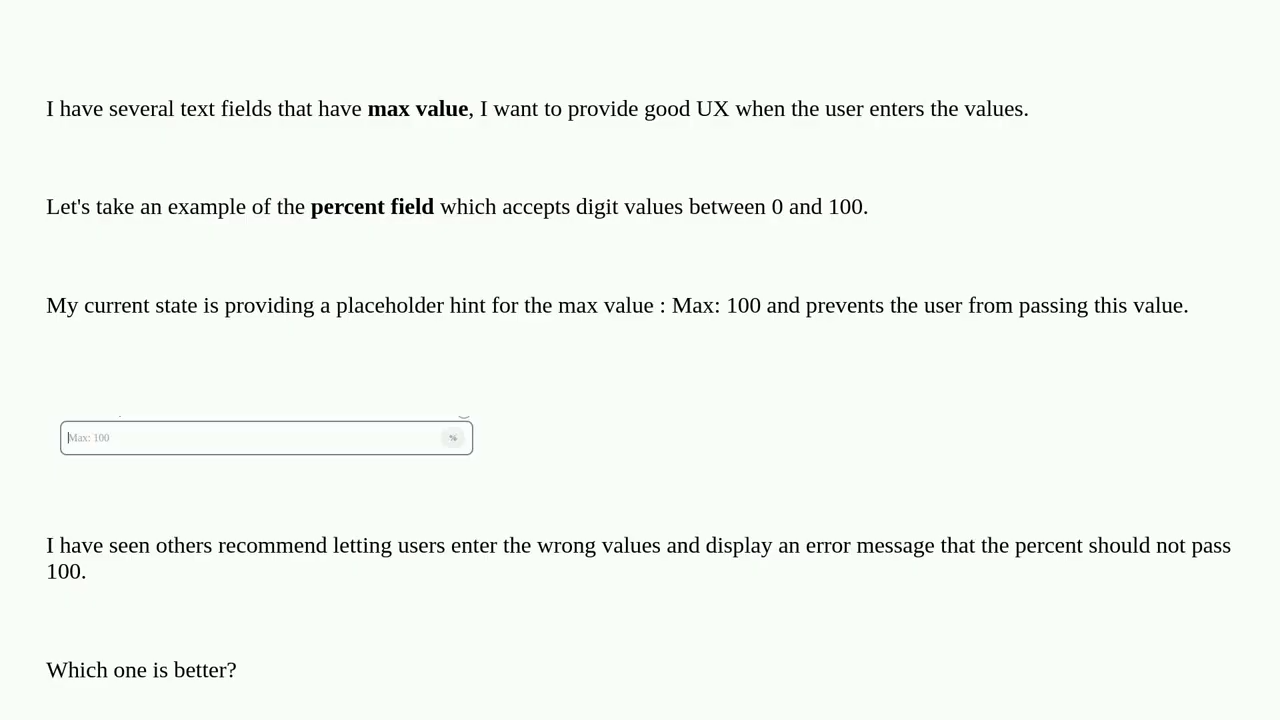 I have several text fields that have max value, I want to provide good UX when the user enters the values.
Let's take an example of the percent field which accepts digit values between 0 and 100.
My current state is providing a placeholder hint for the max value : Max: 100 and prevents the user from passing this value.
Max: 100 %
I have seen others recommend letting users enter the wrong values and display an error message that the percent should not pass
100.
Which one is better?